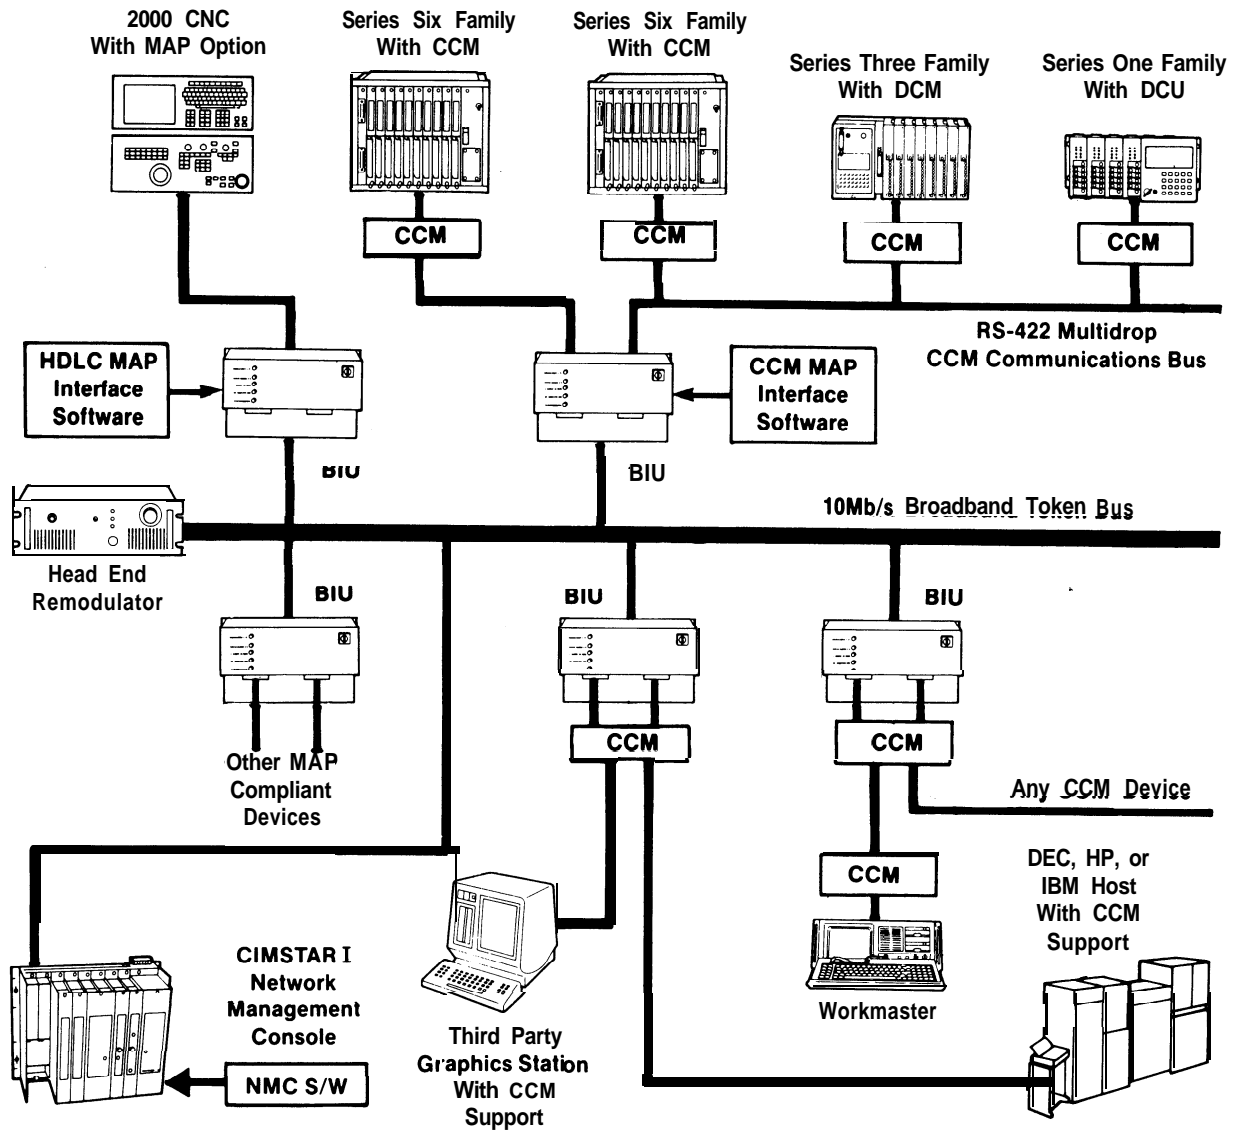 2000 CNC
With MAP Option
Series Six Family
With CCM
Series Six Family
With CCM
Series Three Family
With DCM
Series One Family
With DCU
CCM
CCM
CCM
CCM
RS-422 Multidrop
CCM Communications Bus
HDLC MAP
Interface
Software
CCM MAP
Interface
Software
BIU
BIU
10Mb/s Broadband Token Bus
Head End
Remodulator
BIU
BIU
BIU
CCM
CCM
Other MAP
Compliant
Devices
Any CCM Device
CCM
DEC, HP, or
IBM Host
With CCM
Support
CIMSTAR I
Network
Management
Console
Workmaster
Third Party
Graphics Station
With CCM
Support
NMC S/W